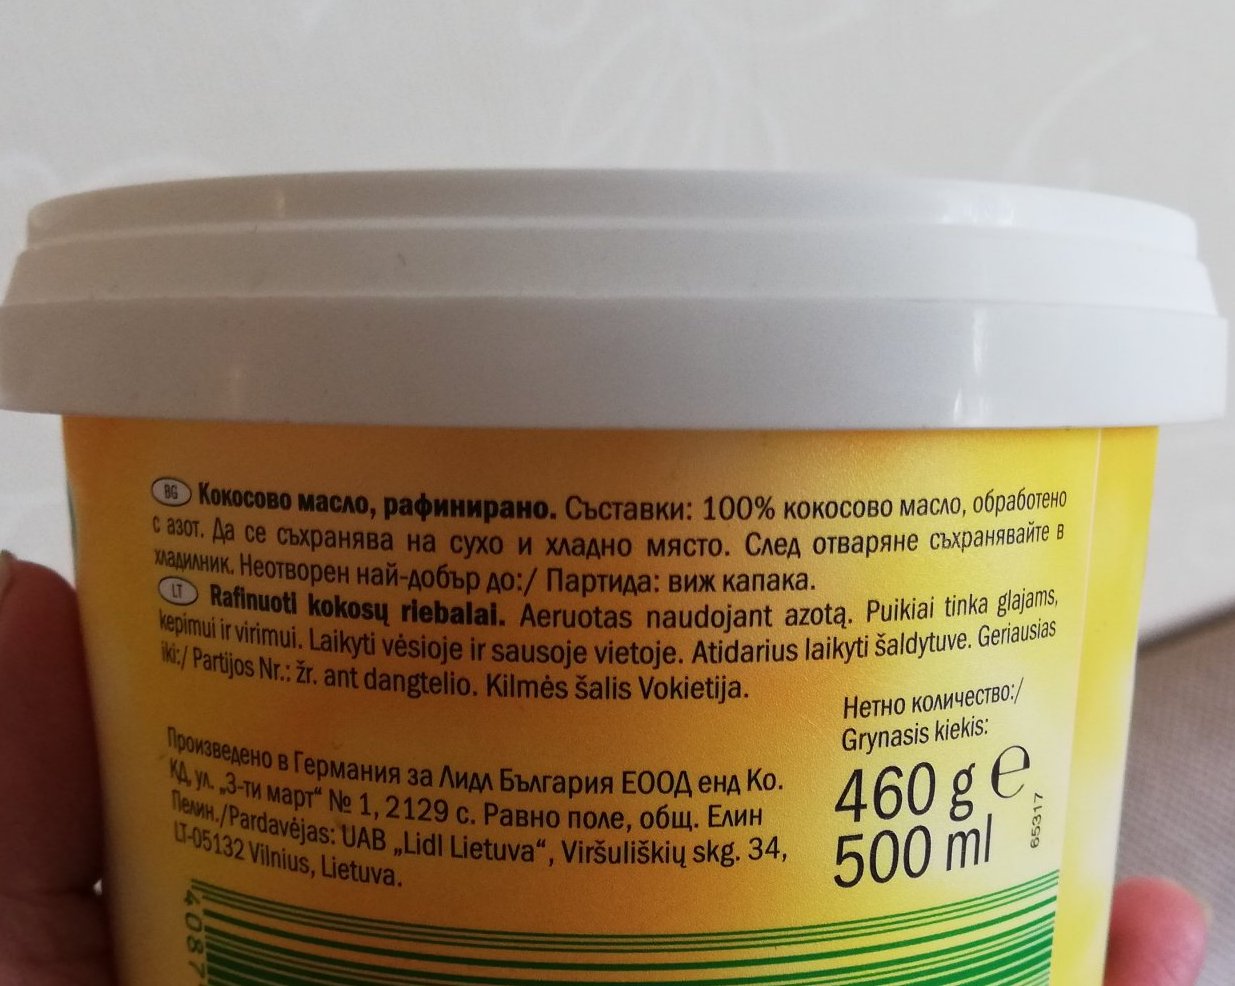 BG Кокосово масло, рафинирано. Съставки: 100% кокосово масло, обработено
с азот. Да се съхранява на сухо и хладно място. След отваряне съхранявайте в
хладилник. Неотворен най-добър до:/ Партида: виж капака.
LT Rafinuoti kokosų riebalai. Aeruotas naudojant azotą. Puikiai tinka glajams,
kepimui ir virimui. Laikyti vėsioje ir sausoje vietoje. Atidarius laikyti šaldytuve. Geriausias
iki:/ Partijos Nr.: žr. ant dangtelio. Kilmės šalis Vokietija.
Нетно количество:/
Grynasis kiekis:
460 g ℮
500 ml
65317
Произведено в Германия за Лидл България ЕООД енд Ко.
КД, ул. „3-ти март“ № 1, 2129 с. Равно поле, общ. Елин
Пелин./Pardavėjas: UAB „Lidl Lietuva“, Viršuliškių skg. 34,
LT-05132 Vilnius, Lietuva.
4087